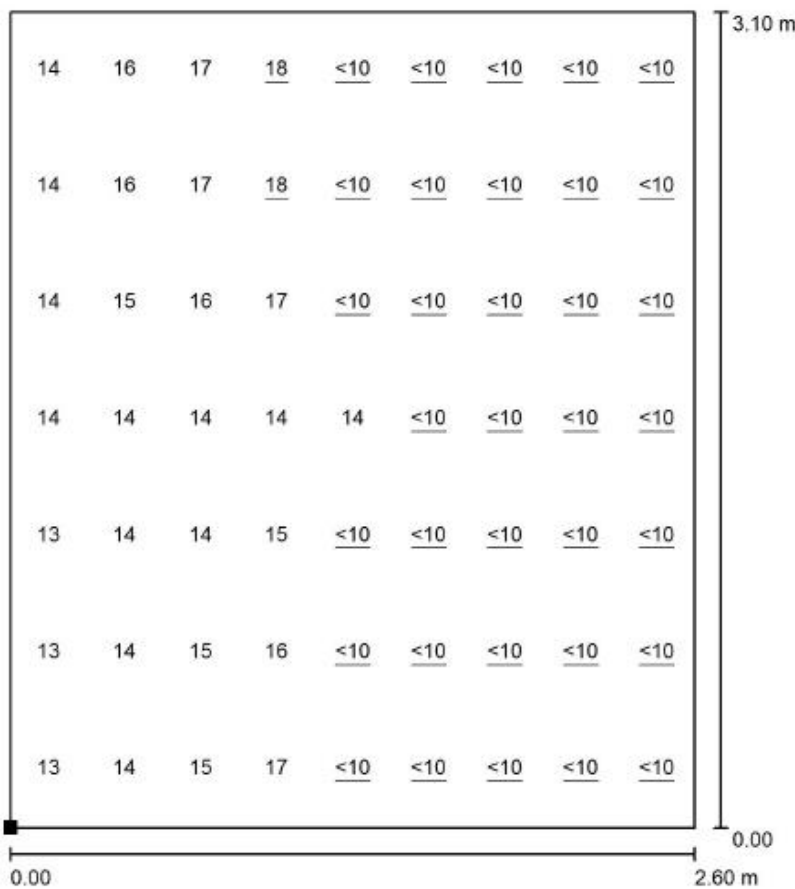 3.10 m
14 16 17 18 <10 <10 <10 <10 <10
14 16 17 18 <10 <10 <10 <10 <10
14 15 16 17 <10 <10 <10 <10 <10
14 14 14 14 14 <10 <10 <10 <10
13 14 14 15 <10 <10 <10 <10 <10
13 14 15 16 <10 <10 <10 <10 <10
13 14 15 17 <10 <10 <10 <10 <10
0.00
0.00 2.60 m